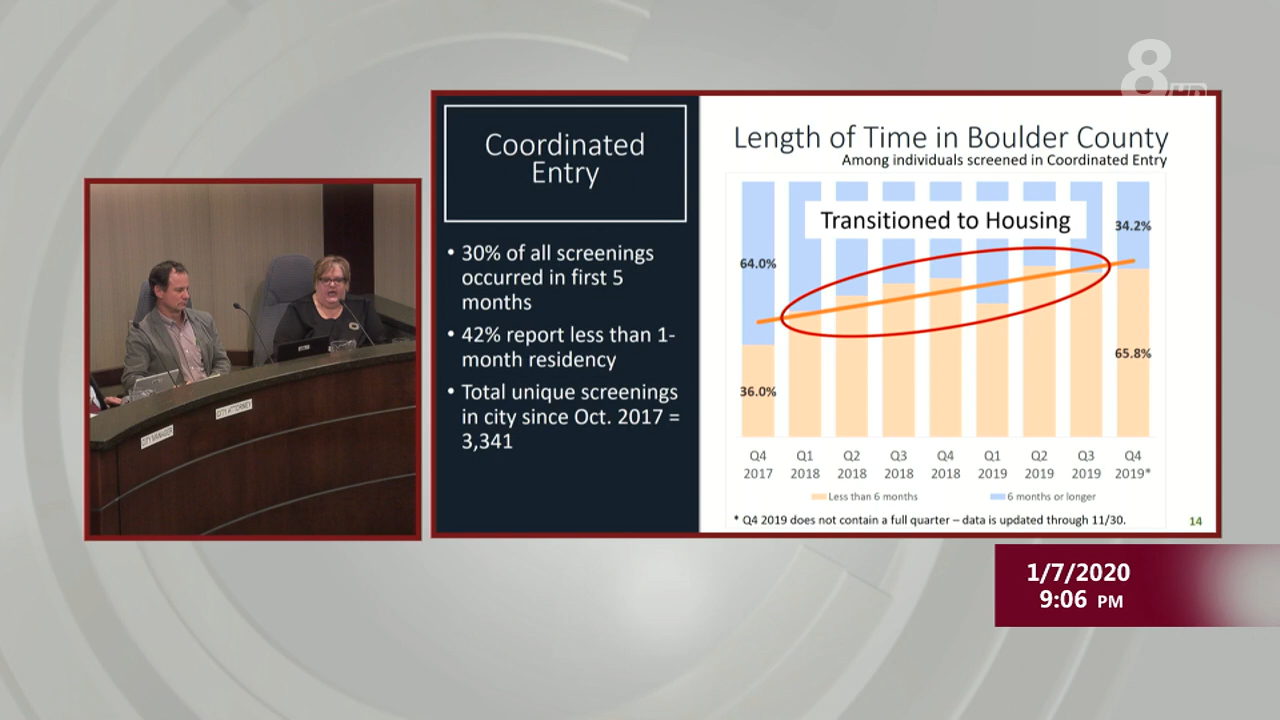 8
HD
Coordinated
Entry
• 30% of all screenings
occurred in first 5
months
• 42% report less than 1-
month residency
• Total unique screenings
in city since Oct. 2017 =
3,341
Length of Time in Boulder County
Among individuals screened in Coordinated Entry
Transitioned to Housing
64.0%
34.2%
36.0%
65.8%
Q4 Q1 Q2 Q3 Q4 Q1 Q2 Q3 Q4
2017 2018 2018 2018 2018 2019 2019 2019 2019*
Less than 6 months 6 months or longer
* Q4 2019 does not contain a full quarter – data is updated through 11/30.
14
CITY MANAGER
CITY ATTORNEY
1/7/2020
9:06 PM